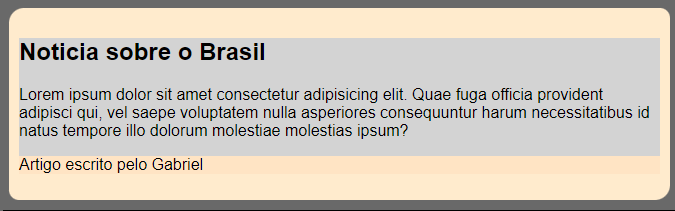 Noticia sobre o Brasil
Lorem ipsum dolor sit amet consectetur adipisicing elit. Quae fuga officia provident
adipisci qui, vel saepe voluptatem nulla asperiores consequuntur harum necessitatibus id
natus tempore illo dolorum molestiae molestias ipsum?
Artigo escrito pelo Gabriel